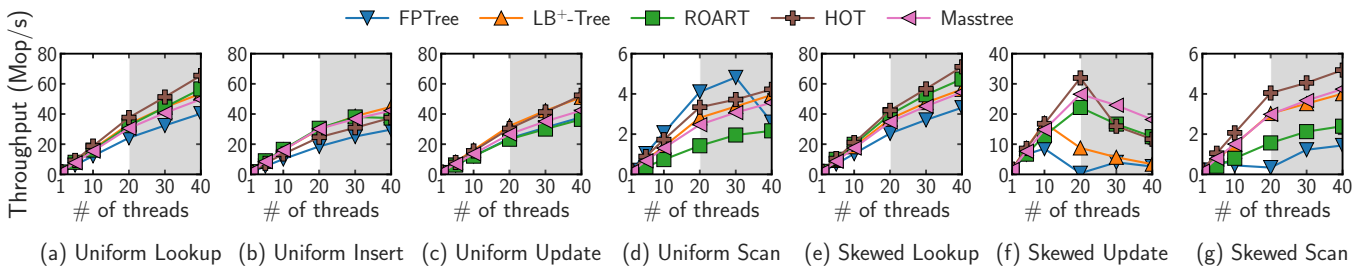 FPTree LB+-Tree ROART HOT Masstree
Throughput (Mop/s)
80 80 80 6 80 40 6
60 60 60 60 30
4 4
40 40 40 40 20
2 2
20 20 20 20 10
0 0 0 0 0 0 0
1 10 20 30 40 1 10 20 30 40 1 10 20 30 40 1 10 20 30 40 1 10 20 30 40 1 10 20 30 40 1 10 20 30 40
# of threads # of threads # of threads # of threads # of threads # of threads # of threads
(a) Uniform Lookup (b) Uniform Insert (c) Uniform Update (d) Uniform Scan (e) Skewed Lookup (f) Skewed Update (g) Skewed Scan